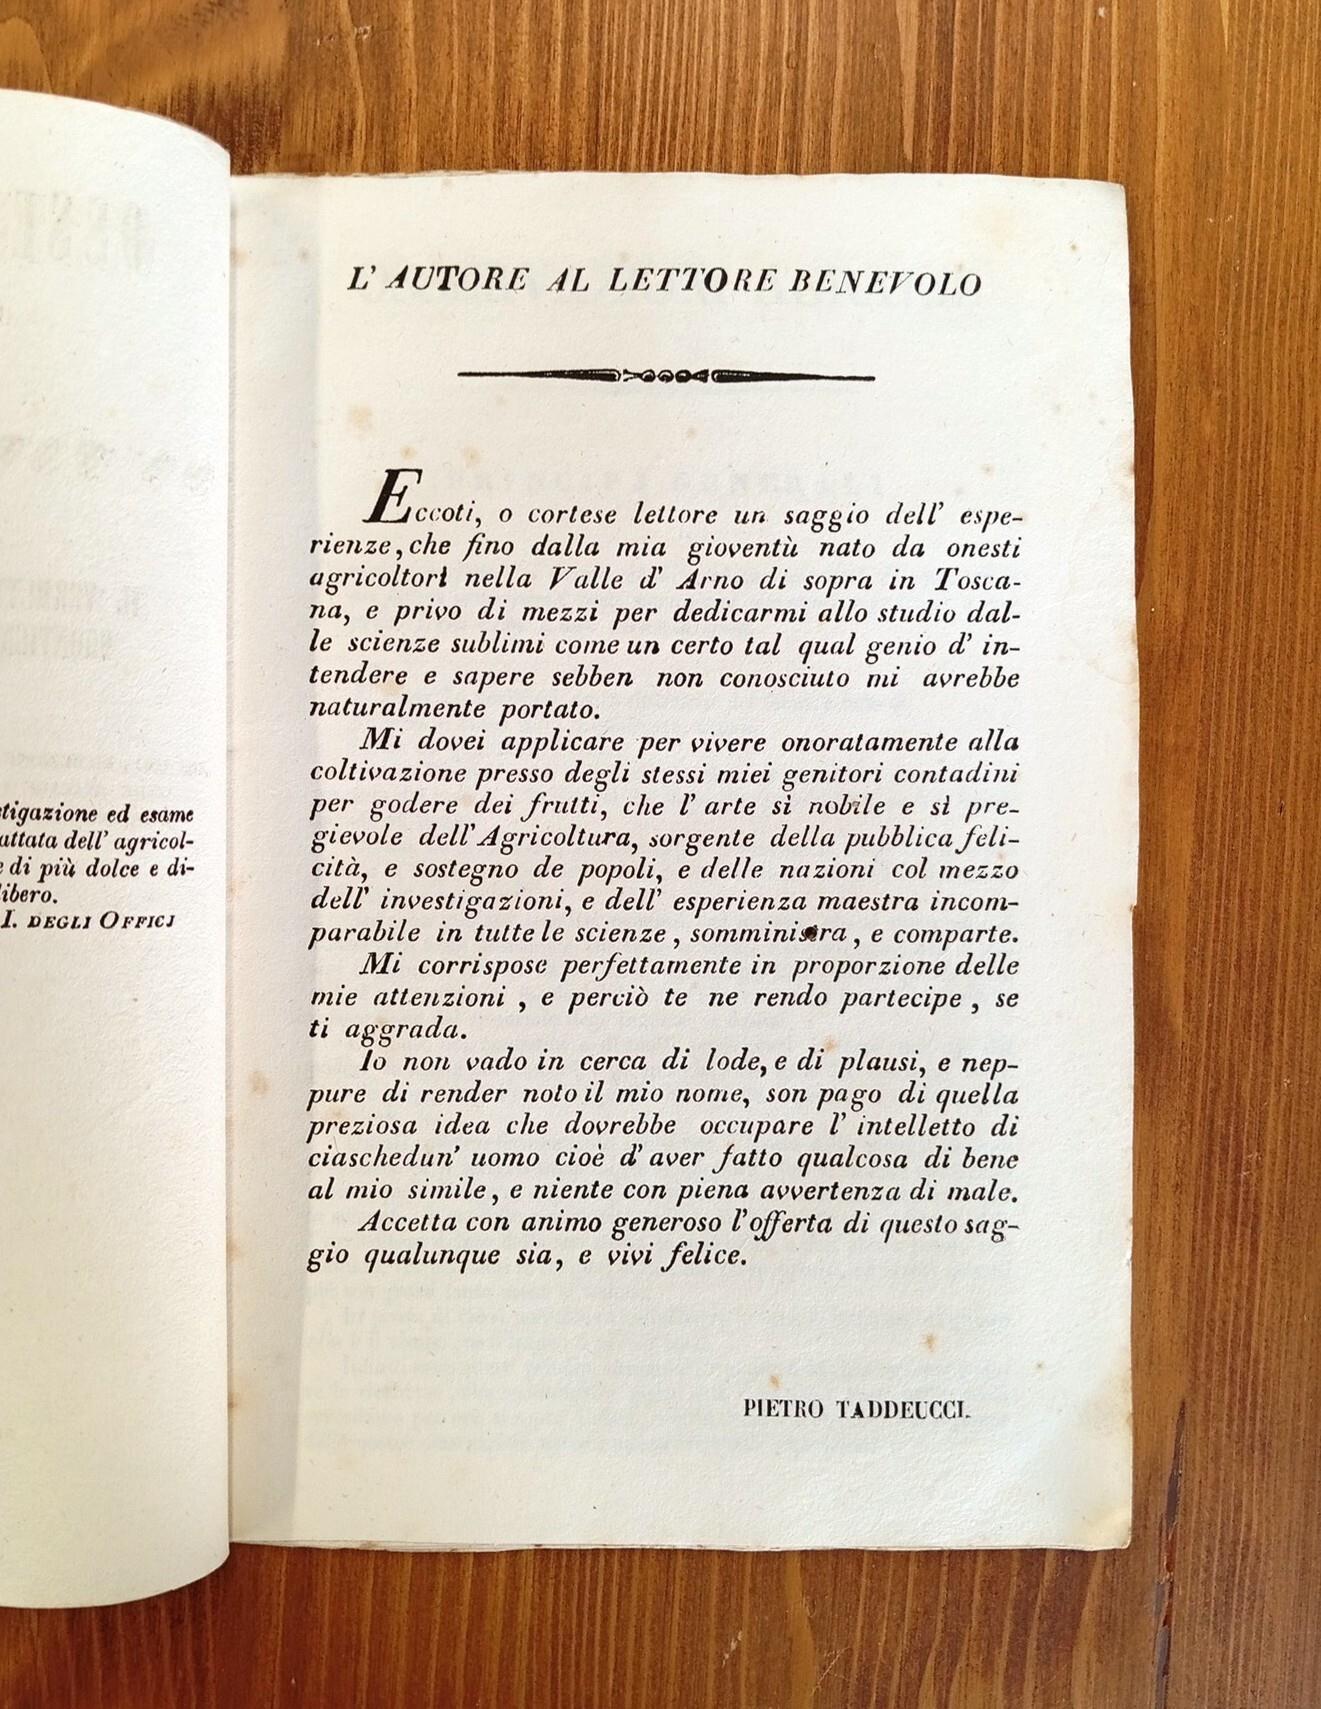 stigazione ed esame
attata dell' agricol-
e di più dolce e di-
libero.
I. DEGLI OFFICJ
L' AUTORE AL LETTORE BENEVOLO
Eccoti, o cortese lettore un saggio dell' espe-
rienze, che fino dalla mia gioventù nato da onesti
agricoltori nella Valle d' Arno di sopra in Tosca-
na, e privo di mezzi per dedicarmi allo studio dal-
le scienze sublimi come un certo tal qual genio d' in-
tendere e sapere sebben non conosciuto mi avrebbe
naturalmente portato.
Mi dovei applicare per vivere onoratamente alla
coltivazione presso degli stessi miei genitori contadini
per godere dei frutti, che l' arte sì nobile e sì pre-
gievole dell' Agricoltura, sorgente della pubblica feli-
cità, e sostegno de popoli, e delle nazioni col mezzo
dell' investigazioni, e dell' esperienza maestra incom-
parabile in tutte le scienze, somministra, e comparte.
Mi corrispose perfettamente in proporzione delle
mie attenzioni, e perciò te ne rendo partecipe, se
ti aggrada.
Io non vado in cerca di lode, e di plausi, e nep-
pure di render noto il mio nome, son pago di quella
preziosa idea che dovrebbe occupare l' intelletto di
ciaschedun' uomo cioè d' aver fatto qualcosa di bene
al mio simile, e niente con piena avvertenza di male.
Accetta con animo generoso l'offerta di questo sag-
gio qualunque sia, e vivi felice.
PIETRO TADDEUCCI.